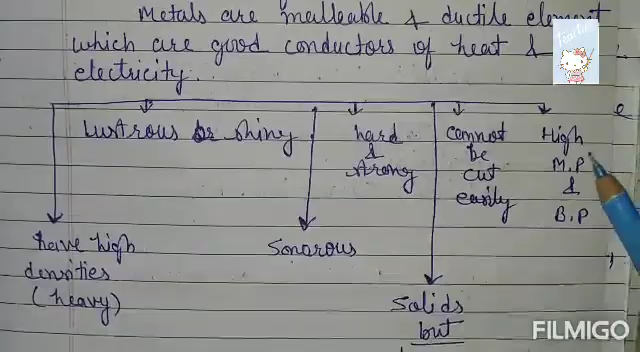 Metals are malleable & ductile element
which are good conductors of heat &
electricity.
Lustrous or shiny
hard
&
strong
cannot
be
cut
easily
High
M.P
&
B.P
have high
densities
(heavy)
Sonorous
Solids
but
FILMIGO